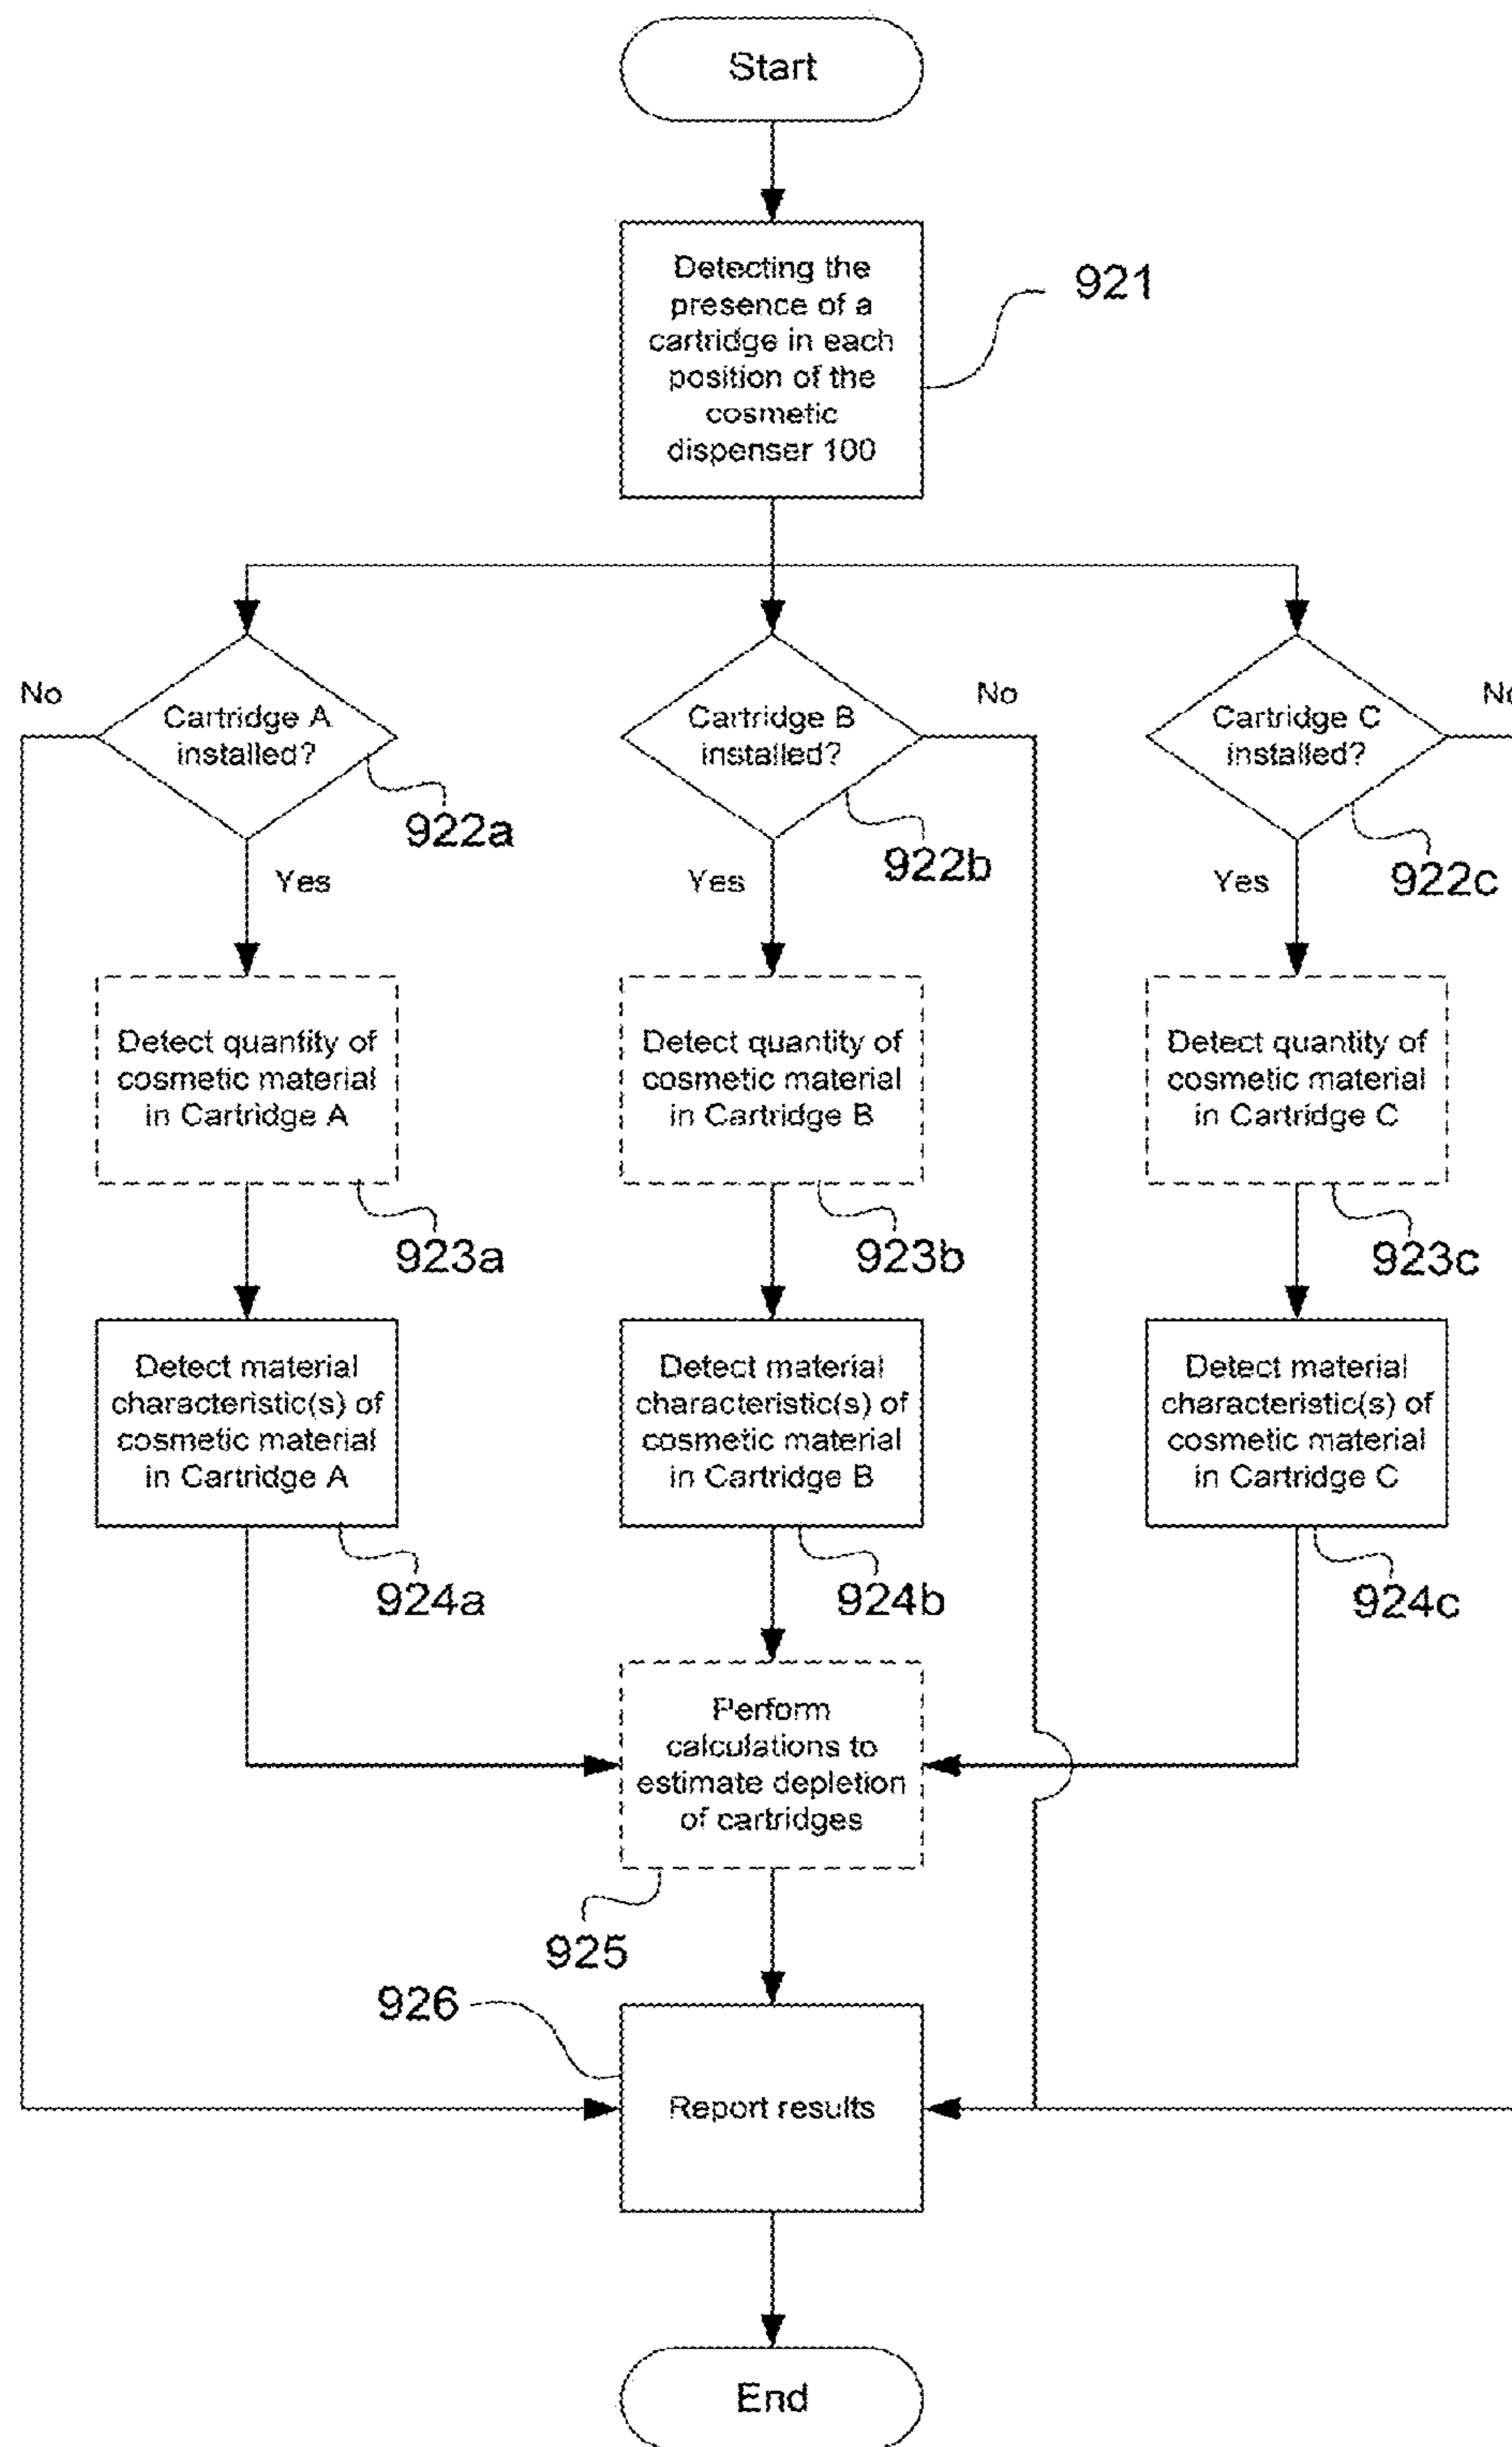 Start
Detecting the
presence of a
cartridge in each
position of the
cosmetic
dispenser 100
921
No
Cartridge A
installed?
922a
Yes
Cartridge B
installed?
No
922b
Yes
Cartridge C
installed?
No
922c
Yes
Detect quantity of
cosmetic material
in Cartridge A
923a
Detect quantity of
cosmetic material
in Cartridge B
923b
Detect quantity of
cosmetic material
in Cartridge C
923c
Detect material
characteristic(s) of
cosmetic material
in Cartridge A
924a
Detect material
characteristic(s) of
cosmetic material
in Cartridge B
924b
Detect material
characteristic(s) of
cosmetic material
in Cartridge C
924c
Perform
calculations to
estimate depletion
of cartridges
925
926
Report results
End